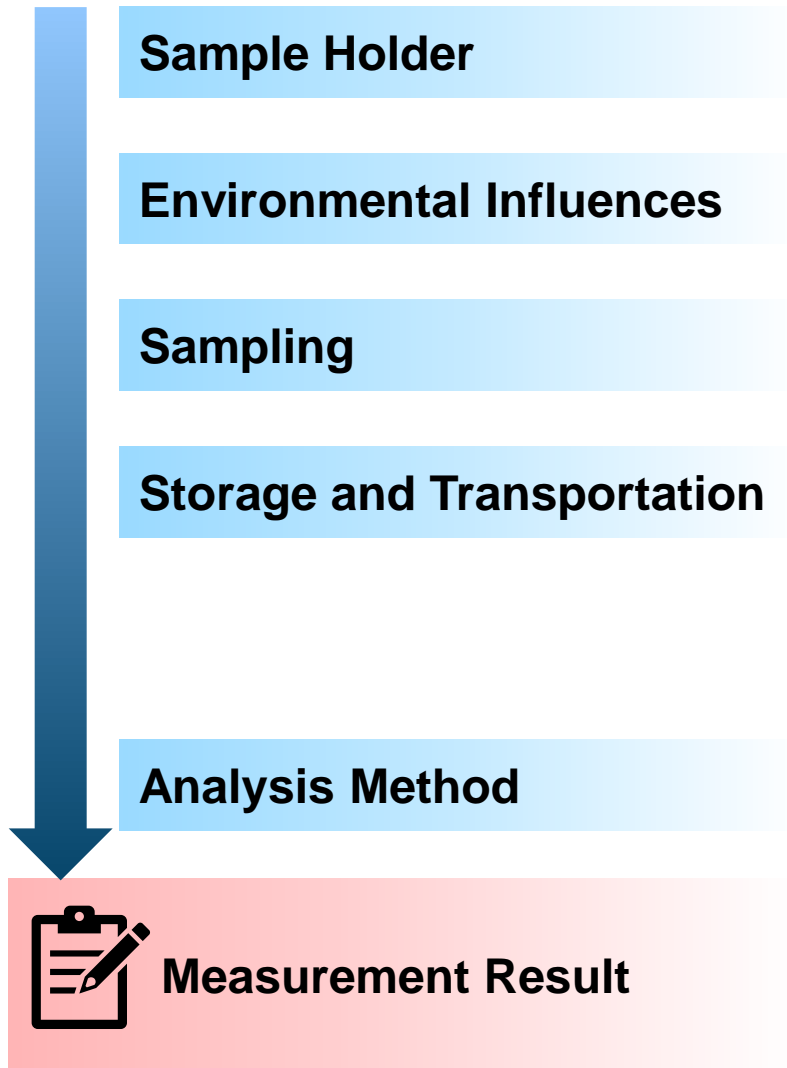 Sample Holder
Environmental Influences
Sampling
Storage and Transportation
Analysis Method
Measurement Result